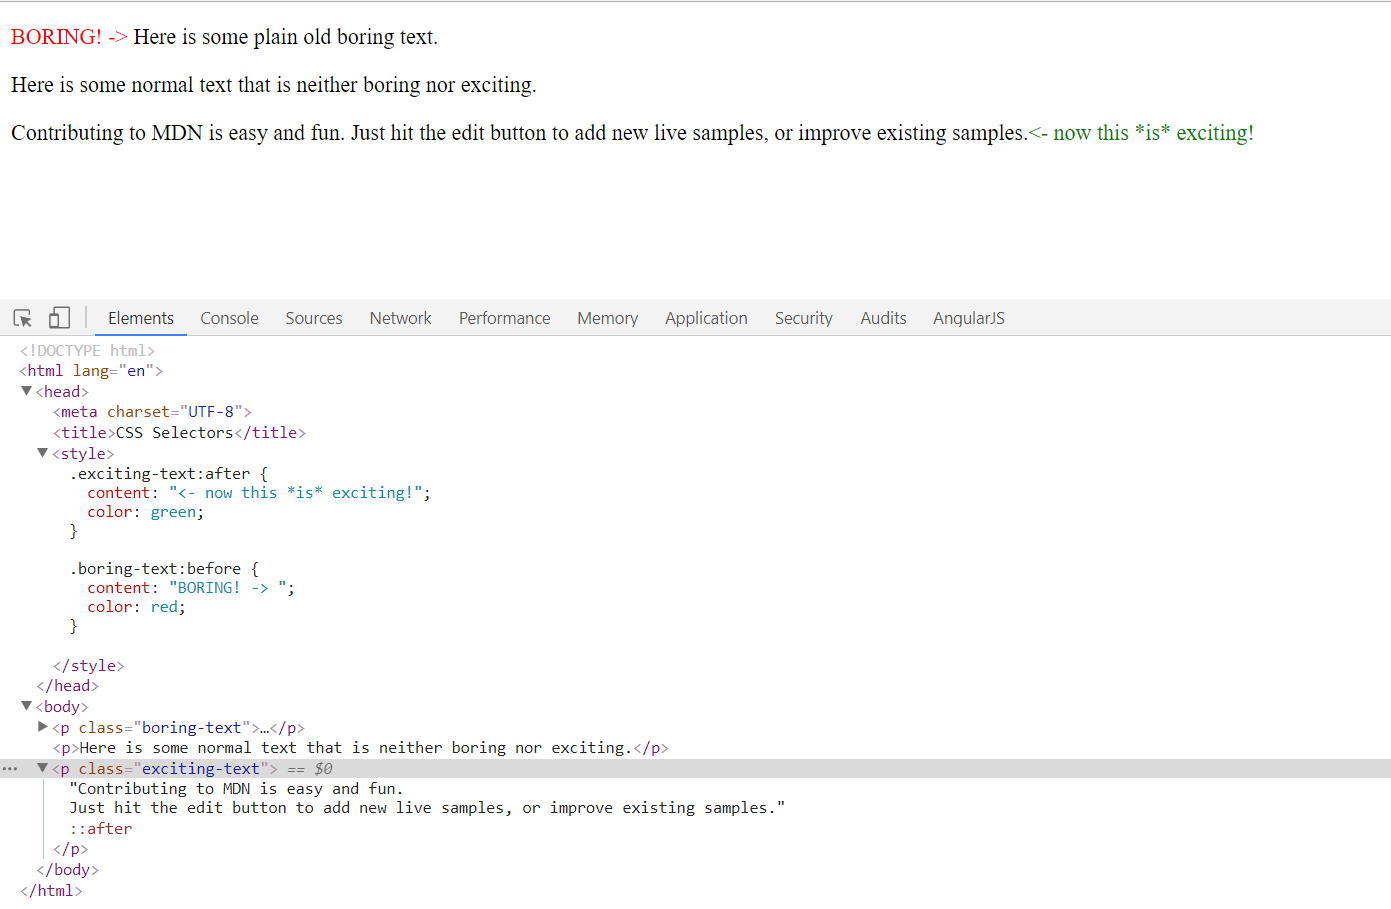 BORING! -> Here is some plain old boring text.
Here is some normal text that is neither boring nor exciting.
Contributing to MDN is easy and fun. Just hit the edit button to add new live samples, or improve existing samples.<- now this *is* exciting!
Elements Console Sources Network Performance Memory Application Security Audits AngularJS
<!DOCTYPE html>
<html lang="en">
<head>
<meta charset="UTF-8">
<title>CSS Selectors</title>
<style>
.exciting-text:after {
content: "<- now this *is* exciting!";
color: green;
}
.boring-text:before {
content: "BORING! -> ";
color: red;
}
</style>
</head>
<body>
<p class="boring-text">…</p>
<p>Here is some normal text that is neither boring nor exciting.</p>
<p class="exciting-text"> == $0
"Contributing to MDN is easy and fun.
Just hit the edit button to add new live samples, or improve existing samples."
::after
</p>
</body>
</html>